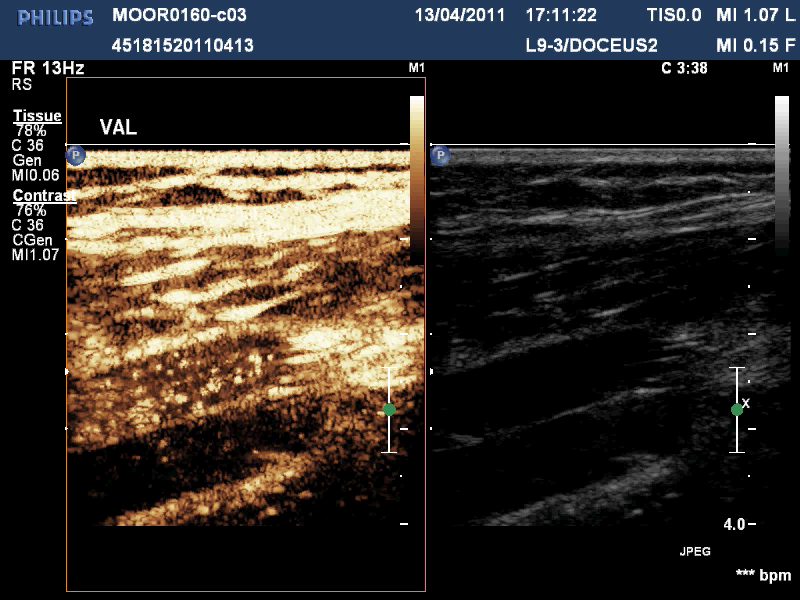 PHILIPS MOOR0160-c03 13/04/2011 17:11:22 TIS0.0 MI 1.07 L
45181520110413 L9-3/DOCEUS2 MI 0.15 F
FR 13Hz M1 C 3:38 M1
RS
Tissue
78%
C 36
Gen
MI0.06
Contrast
76%
C 36
CGen
MI1.07
VAL
P P
X
4.0
JPEG
*** bpm